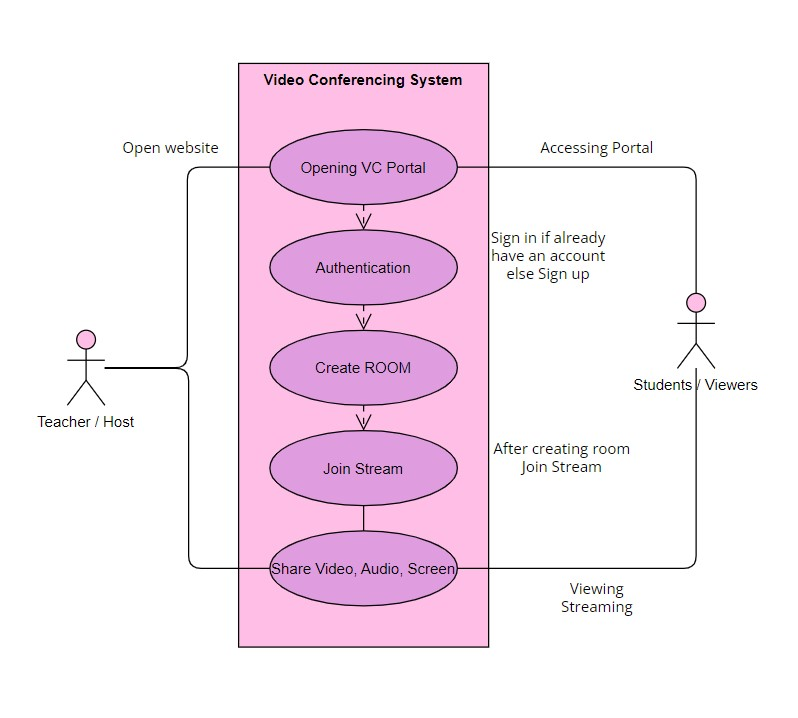 Video Conferencing System
Open website
Accessing Portal
Opening VC Portal
Sign in if already
have an account
else Sign up
Authentication
Create ROOM
Students / Viewers
Teacher / Host
After creating room
Join Stream
Join Stream
Share Video, Audio, Screen
Viewing
Streaming